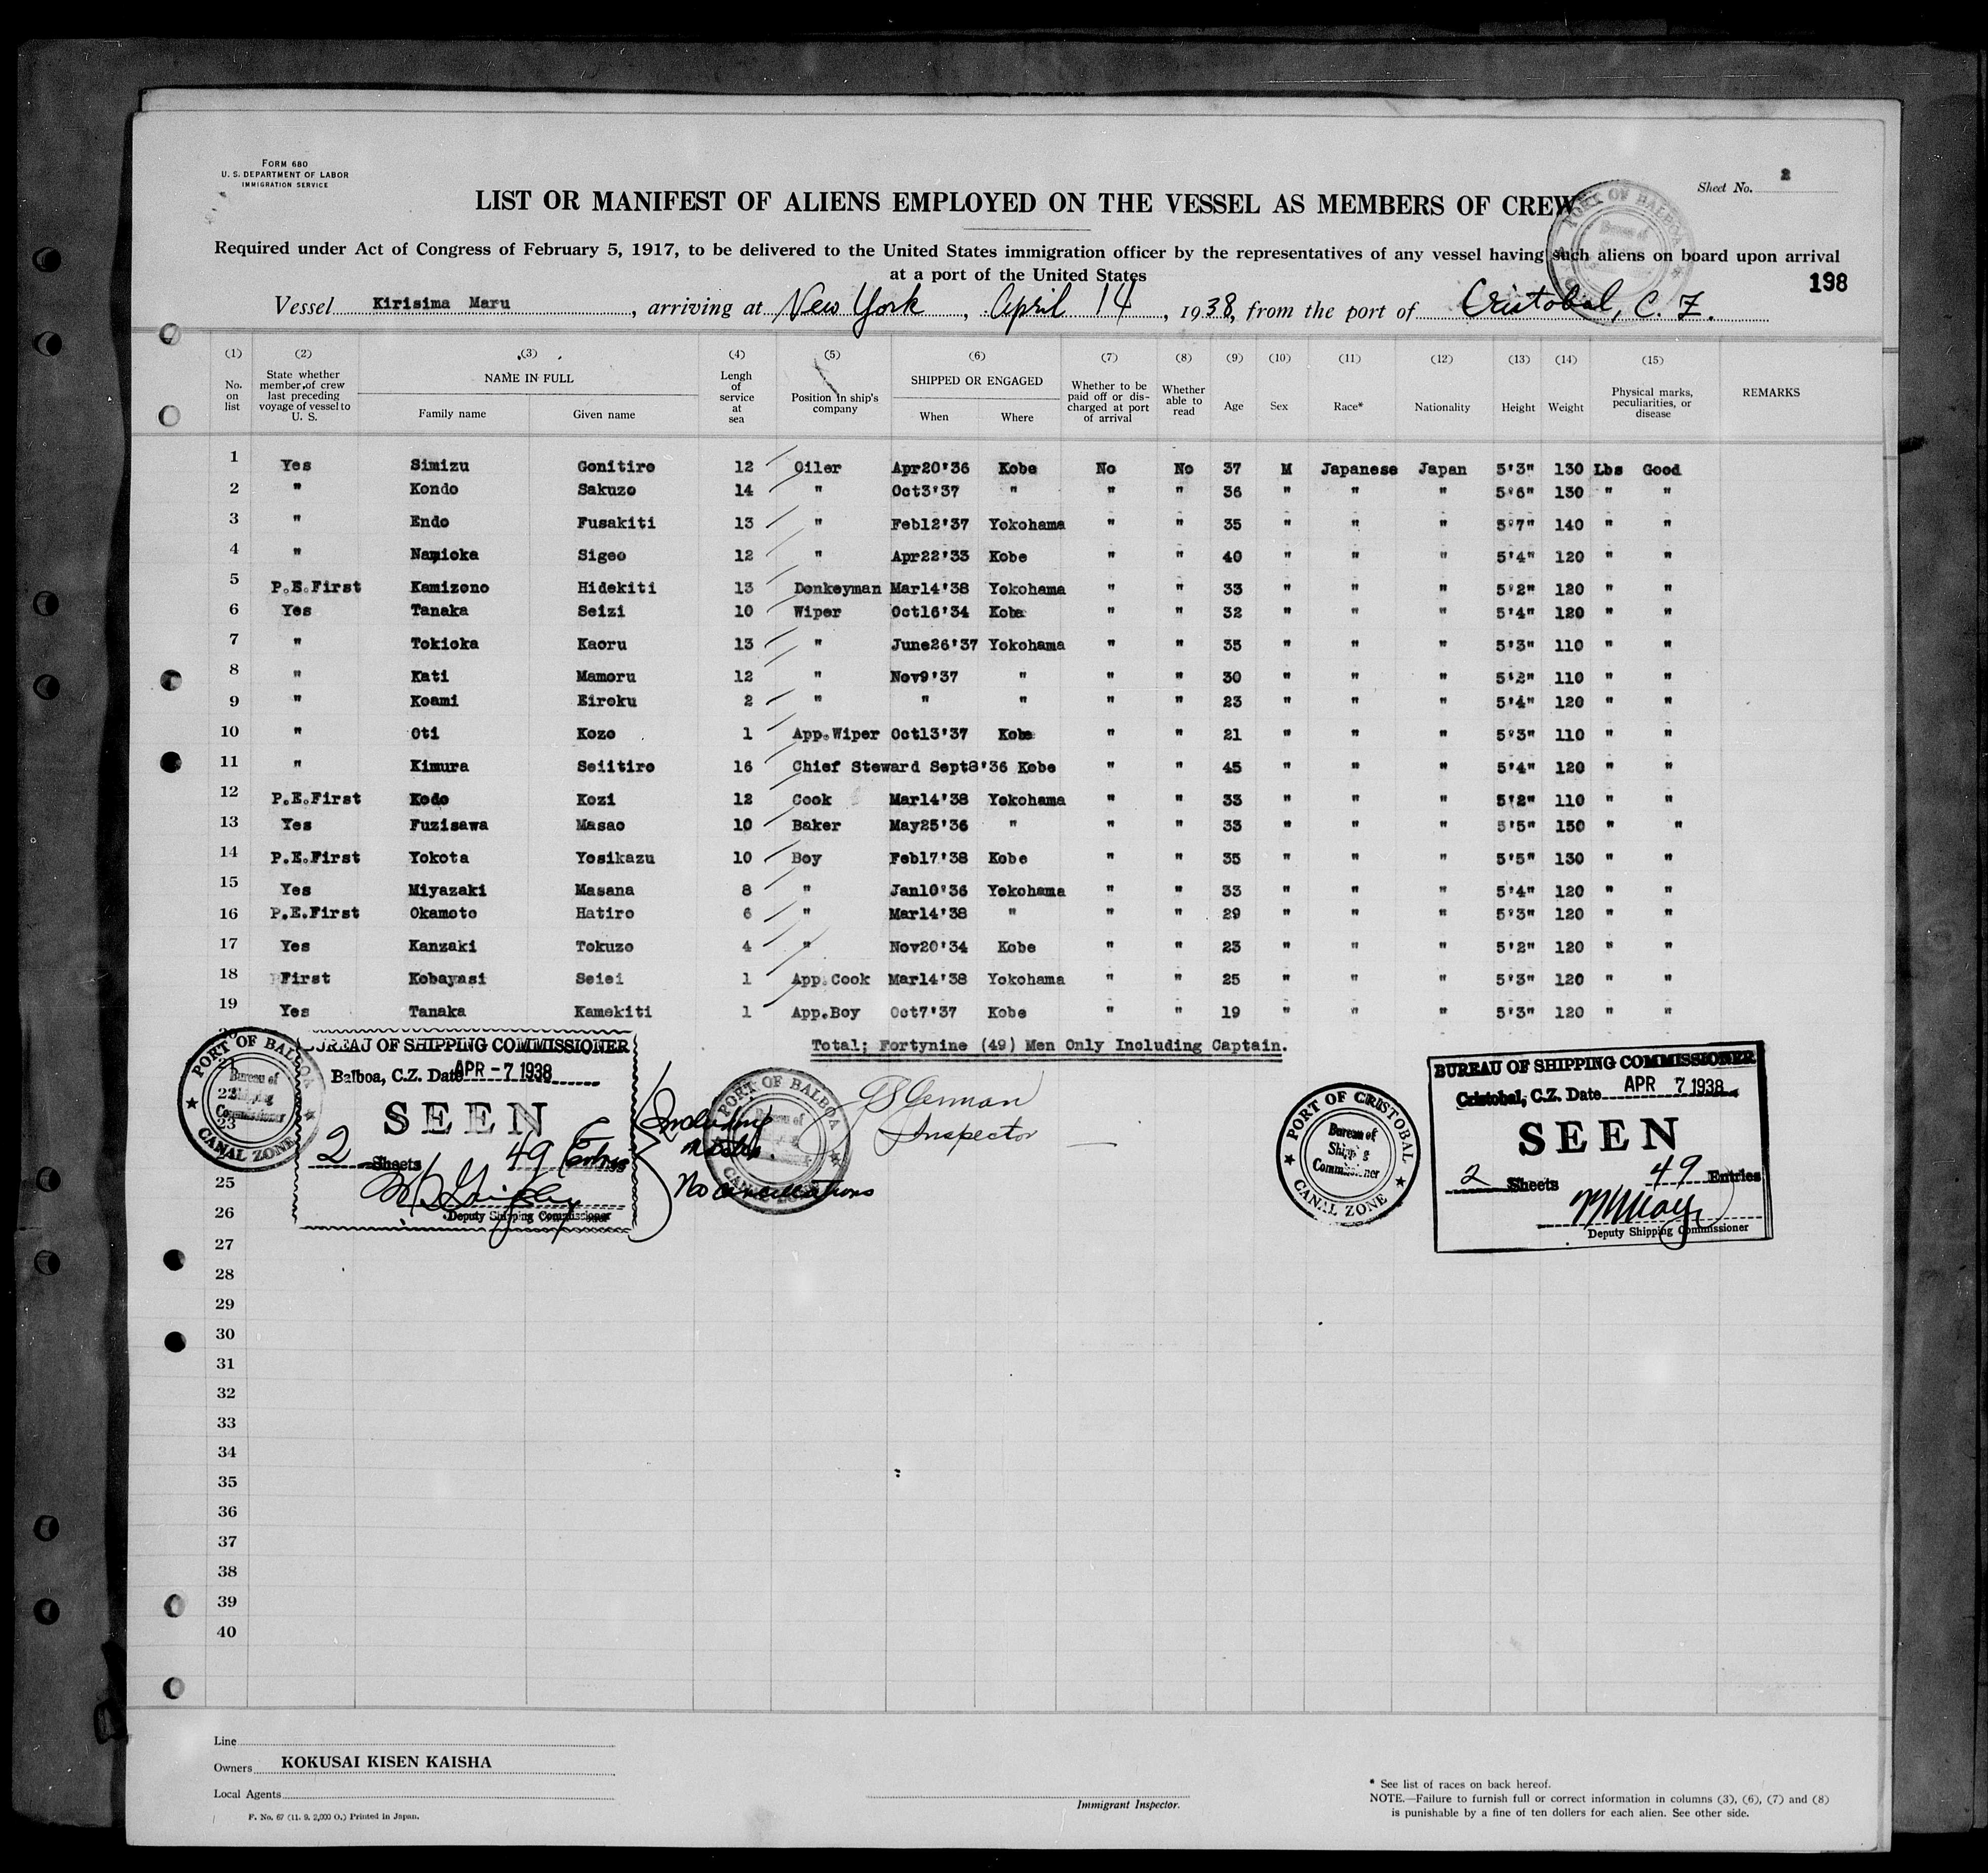 FORM 680
U. S. DEPARTMENT OF LABOR
IMMIGRATION SERVICE
Sheet No. 2
LIST OR MANIFEST OF ALIENS EMPLOYED ON THE VESSEL AS MEMBERS OF CREW
Required under Act of Congress of February 5, 1917, to be delivered to the United States immigration officer by the representatives of any vessel having such aliens on board upon arrival
at a port of the United States
198
Vessel Kirisima Maru, arriving at New York, April 14, 1938, from the port of Cristobal, C. Z.
(1) (2) (3) (4) (5) (6) (7) (8) (9) (10) (11) (12) (13) (14) (15)
No. on list State whether member of crew last preceding voyage of vessel to U. S. NAME IN FULL Family name Given name Lengh of service at sea Position in ship's company SHIPPED OR ENGAGED When Where Whether to be paid off or discharged at port of arrival Whether able to read Age Sex Race* Nationality Height Weight Physical marks, peculiarities, or disease REMARKS
1 Yes Simizu Gonitiro 12 Oiler Apr20'36 Kobe No No 37 M Japanese Japan 5'3" 130 Lbs Good
2 " Kondo Sakuzo 14 " Oct3'37 " " " 36 " " " 5'6" 130 " "
3 " Endo Fusakiti 13 " Feb12'37 Yokohama " " 35 " " " 5'7" 140 " "
4 " Namioka Sigeo 12 " Apr22'33 Kobe " " 40 " " " 5'4" 120 " "
5 P.E.First Kamizono Hidekiti 13 Donkeyman Mar14'38 Yokohama " " 33 " " " 5'2" 120 " "
6 Yes Tanaka Seizi 10 Wiper Oct16'34 Kobe " " 32 " " " 5'4" 120 " "
7 " Tokioka Kaoru 13 " June26'37 Yokohama " " 35 " " " 5'3" 110 " "
8 " Kati Mamoru 12 " Nov9'37 " " " 30 " " " 5'2" 110 " "
9 " Koami Eiroku 2 " " " " " 23 " " " 5'4" 120 " "
10 " Oti Kozo 1 App.Wiper Oct13'37 Kobe " " 21 " " " 5'3" 110 " "
11 " Kimura Seiitiro 16 Chief Steward Sept8'36 Kobe " " 45 " " " 5'4" 120 " "
12 P.E.First Kodo Kozi 12 Cook Mar14'38 Yokohama " " 33 " " " 5'2" 110 " "
13 Yes Fuzisawa Masao 10 Baker May25'36 " " " 33 " " " 5'5" 150 " "
14 P.E.First Yokota Yosikazu 10 Boy Feb17'38 Kobe " " 35 " " " 5'5" 130 " "
15 Yes Miyazaki Masana 8 " Jan10'36 Yokohama " " 33 " " " 5'4" 120 " "
16 P.E.First Okamoto Hatiro 6 " Mar14'38 " " " 29 " " " 5'3" 120 " "
17 Yes Kanzaki Tokuzo 4 " Nov20'34 Kobe " " 23 " " " 5'2" 120 " "
18 First Kobayasi Seiei 1 App.Cook Mar14'38 Yokohama " " 25 " " " 5'3" 120 " "
19 Yes Tanaka Kamekiti 1 App.Boy Oct7'37 Kobe " " 19 " " " 5'3" 120 " "
Total; Fortynine (49) Men Only Including Captain.
PORT OF BALBOA
Bureau of Shipping Commissioner
CANAL ZONE
BUREAU OF SHIPPING COMMISSIONER
Balboa, C.Z. Date APR -7 1938
SEEN
2 Sheets 49 Entries
Deputy Shipping Commissioner
Including
Master
No cancellations
PORT OF BALBOA
CANAL ZONE
Inspector
PORT OF CRISTOBAL
Bureau of Shipping Commissioner
CANAL ZONE
BUREAU OF SHIPPING COMMISSIONER
Cristobal, C.Z. Date APR 7 1938
SEEN
2 Sheets 49 Entries
Deputy Shipping Commissioner
PORT OF BALBOA
22
23
25
26
27
28
29
30
31
32
33
34
35
36
37
38
39
40
Line
Owners KOKUSAI KISEN KAISHA
Local Agents
F. No. 67 (11. 9. 2,000 O.) Printed in Japan.
Immigrant Inspector.
* See list of races on back hereof.
NOTE.—Failure to furnish full or correct information in columns (3), (6), (7) and (8)
is punishable by a fine of ten dollars for each alien. See other side.